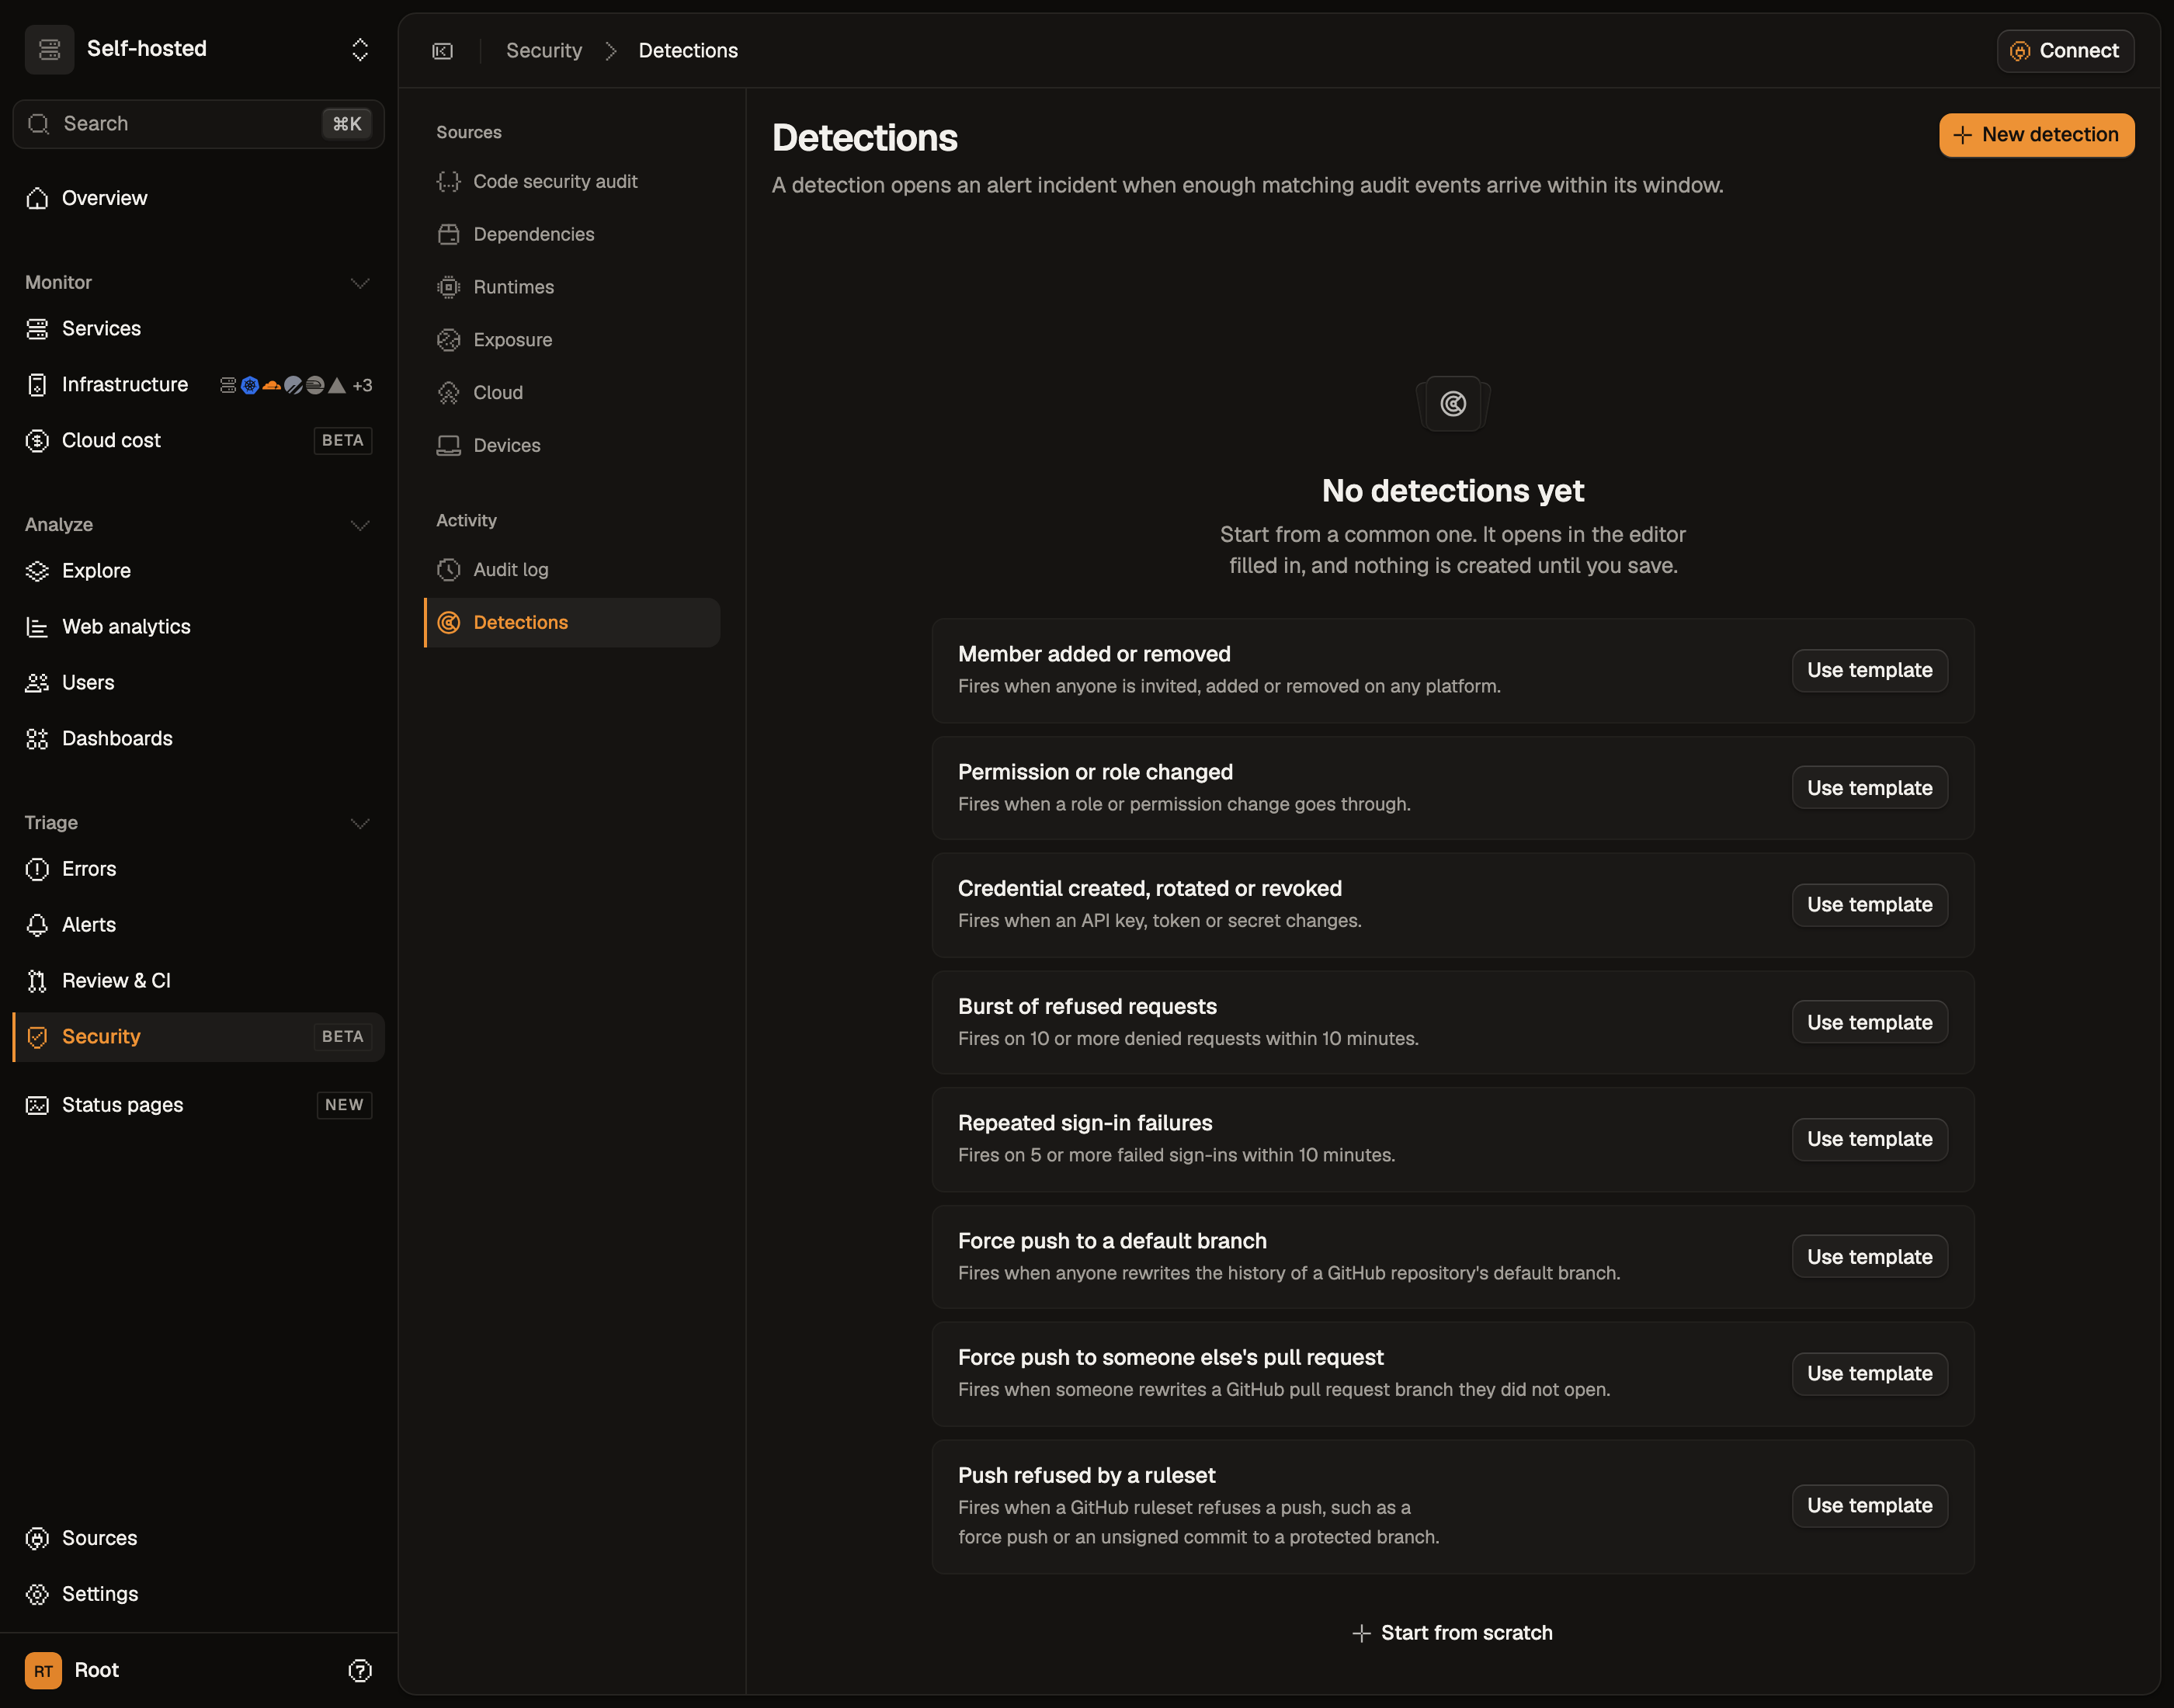 Self-hosted
Search
⌘K
Overview
Monitor
Services
Infrastructure
+3
Cloud cost
BETA
Analyze
Explore
Web analytics
Users
Dashboards
Triage
Errors
Alerts
Review & CI
Security
BETA
Status pages
NEW
Sources
Settings
RT
Root
Security
Detections
Connect
Sources
Code security audit
Dependencies
Runtimes
Exposure
Cloud
Devices
Activity
Audit log
Detections
Detections
New detection
A detection opens an alert incident when enough matching audit events arrive within its window.
No detections yet
Start from a common one. It opens in the editor
filled in, and nothing is created until you save.
Member added or removed
Fires when anyone is invited, added or removed on any platform.
Use template
Permission or role changed
Fires when a role or permission change goes through.
Use template
Credential created, rotated or revoked
Fires when an API key, token or secret changes.
Use template
Burst of refused requests
Fires on 10 or more denied requests within 10 minutes.
Use template
Repeated sign-in failures
Fires on 5 or more failed sign-ins within 10 minutes.
Use template
Force push to a default branch
Fires when anyone rewrites the history of a GitHub repository's default branch.
Use template
Force push to someone else's pull request
Fires when someone rewrites a GitHub pull request branch they did not open.
Use template
Push refused by a ruleset
Fires when a GitHub ruleset refuses a push, such as a
force push or an unsigned commit to a protected branch.
Use template
Start from scratch